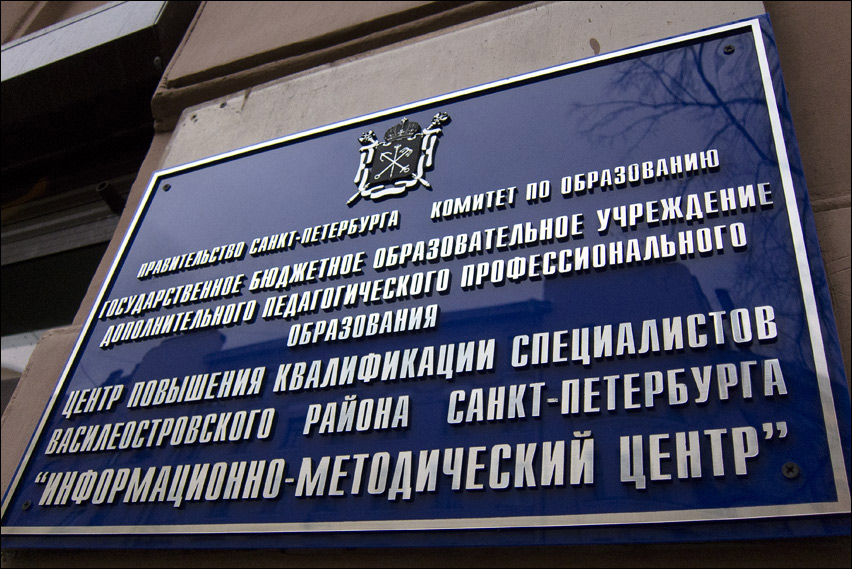 ПРАВИТЕЛЬСТВО САНКТ-ПЕТЕРБУРГА КОМИТЕТ ПО ОБРАЗОВАНИЮ
ГОСУДАРСТВЕННОЕ БЮДЖЕТНОЕ ОБРАЗОВАТЕЛЬНОЕ УЧРЕЖДЕНИЕ
ДОПОЛНИТЕЛЬНОГО ПЕДАГОГИЧЕСКОГО ПРОФЕССИОНАЛЬНОГО
ОБРАЗОВАНИЯ
ЦЕНТР ПОВЫШЕНИЯ КВАЛИФИКАЦИИ СПЕЦИАЛИСТОВ
ВАСИЛЕОСТРОВСКОГО РАЙОНА САНКТ-ПЕТЕРБУРГА
“ИНФОРМАЦИОННО-МЕТОДИЧЕСКИЙ ЦЕНТР”